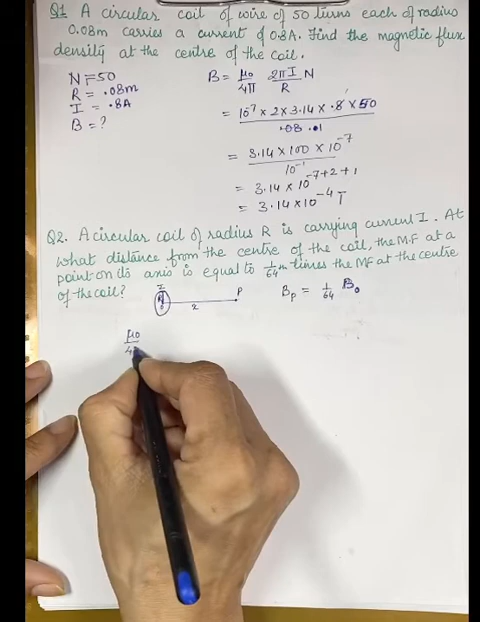 Q1 A circular coil of wire of 50 turns each of radius
0.08m carries a current of 0.8A. Find the magnetic flux
density at the centre of the coil.
N = 50
R = .08m
I = .8A
B = ?
B = μ0/4π 2πI/R N
= 10^-7 x 2 x 3.14 x .8 x 50 / .08 .01
= 3.14 x 100 x 10^-7 / 10^-1
= 3.14 x 10^-7+2+1
= 3.14 x 10^-4 T
Q2. A circular coil of radius R is carrying current I. At
what distance from the centre of the coil, the M.F at a
point on its axis is equal to 1/64 th times the MF at the centre
of the coil?
I
R
O
x
P
Bp = 1/64 Bo
μ0
4π